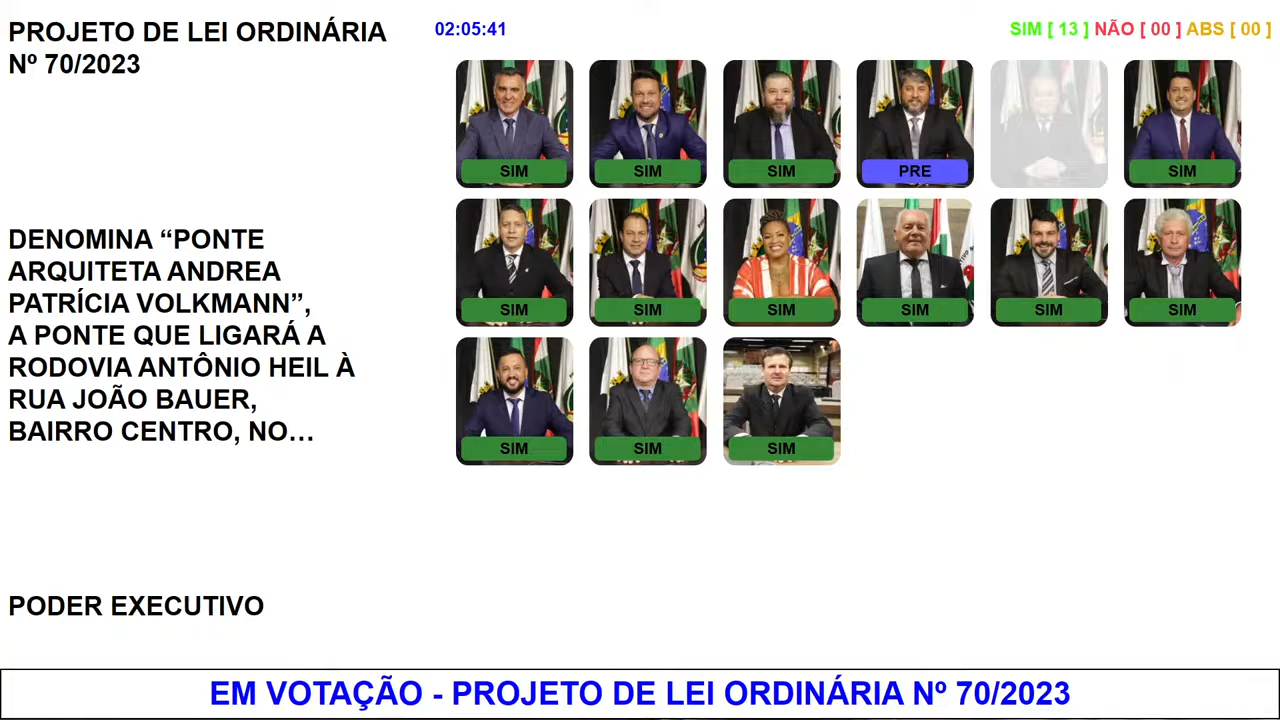 PROJETO DE LEI ORDINÁRIA
Nº 70/2023
02:05:41
SIM [ 13 ] NÃO [ 00 ] ABS [ 00 ]
SIM
SIM
SIM
PRE
SIM
DENOMINA “PONTE
ARQUITETA ANDREA
PATRÍCIA VOLKMANN”,
A PONTE QUE LIGARÁ A
RODOVIA ANTÔNIO HEIL À
RUA JOÃO BAUER,
BAIRRO CENTRO, NO...
SIM
SIM
SIM
SIM
SIM
SIM
SIM
SIM
SIM
PODER EXECUTIVO
EM VOTAÇÃO - PROJETO DE LEI ORDINÁRIA Nº 70/2023